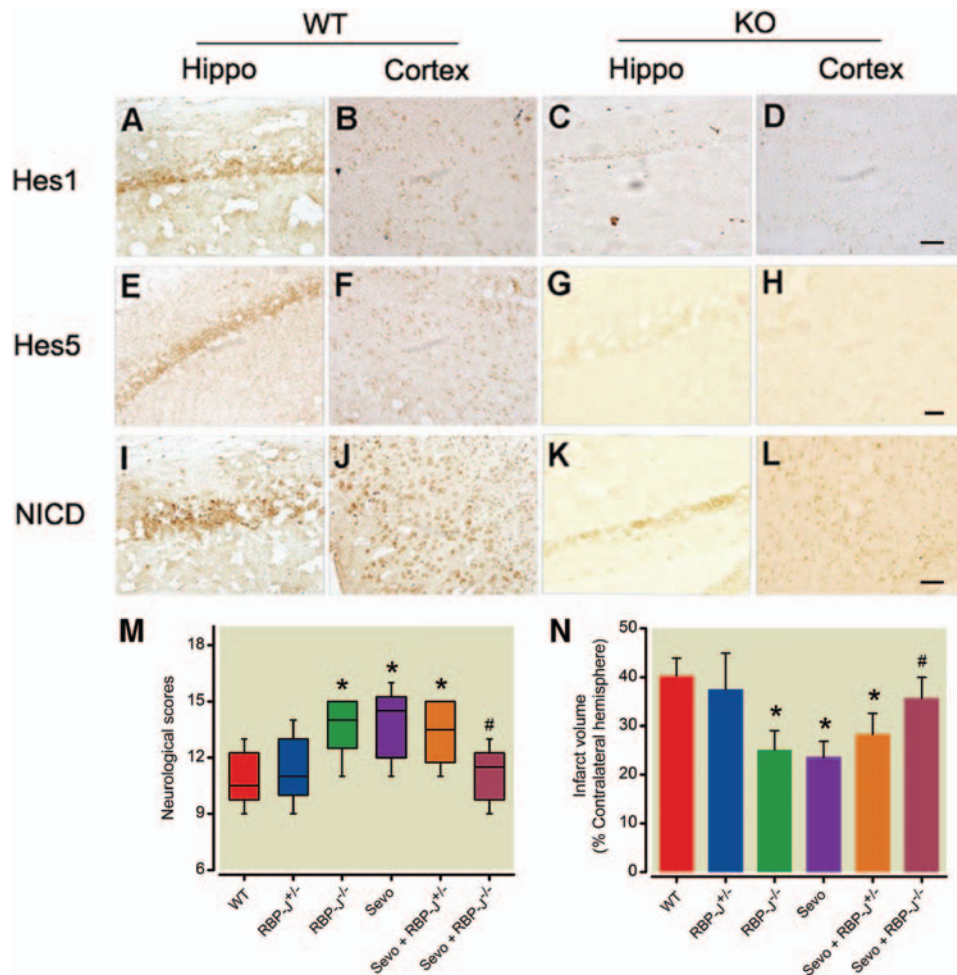 WT KO
Hippo Cortex Hippo Cortex
Hes1 A B C D
Hes5 E F G H
NICD I J K L
M
Neurological scores
18
15
12
9
6
* * * #
WT RBP-J+/- RBP-J-/- Sevo Sevo + RBP-J+/- Sevo + RBP-J-/-
N
Infarct volume
(% Contralateral hemisphere)
50
40
30
20
10
0
* * * #
WT RBP-J+/- RBP-J-/- Sevo Sevo + RBP-J+/- Sevo + RBP-J-/-